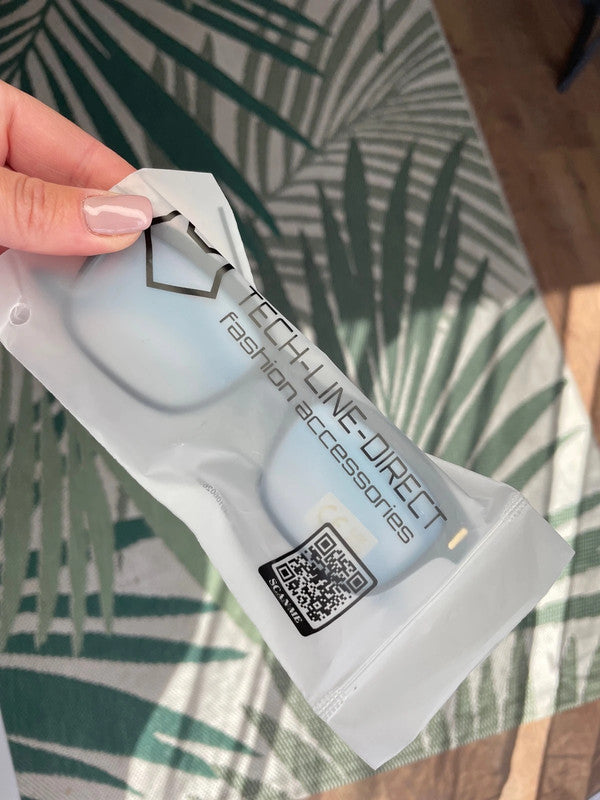 TECH-LINE-DIRECT
fashion accessories
SCAN ME